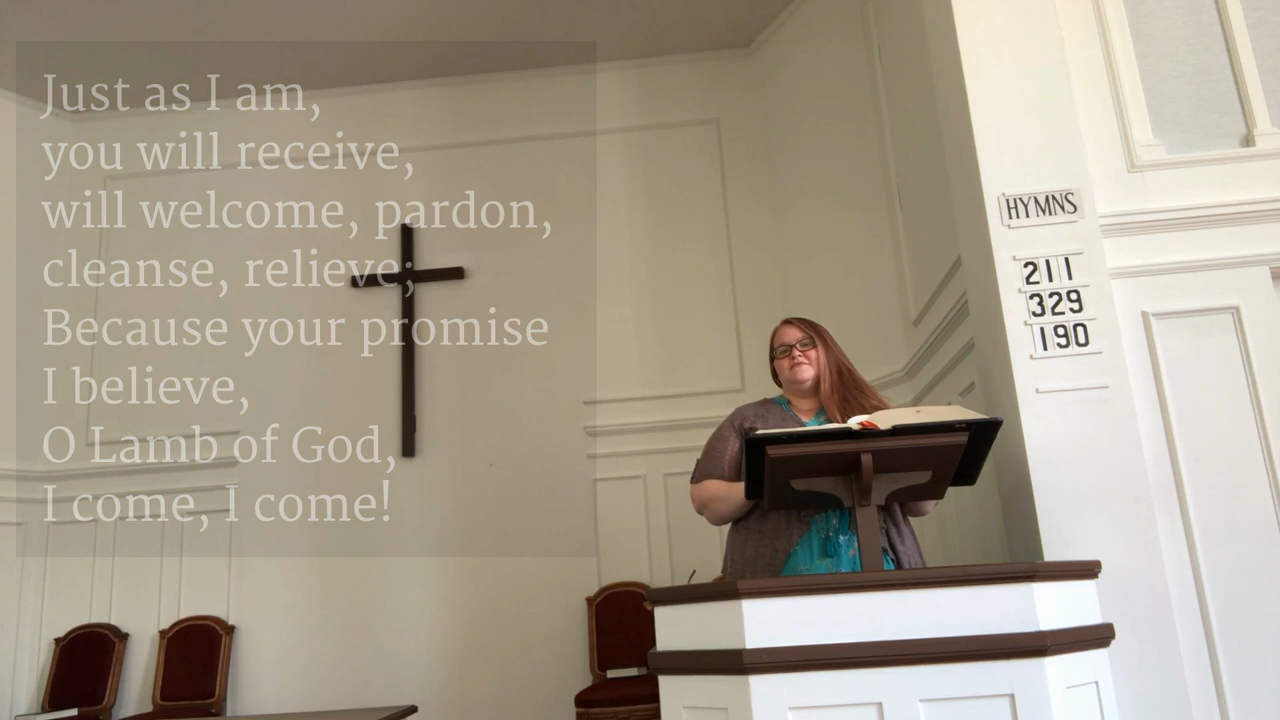 Just as I am,
you will receive,
will welcome, pardon,
cleanse, relieve;
Because your promise
I believe,
O Lamb of God,
I come, I come!
HYMNS
211
329
190